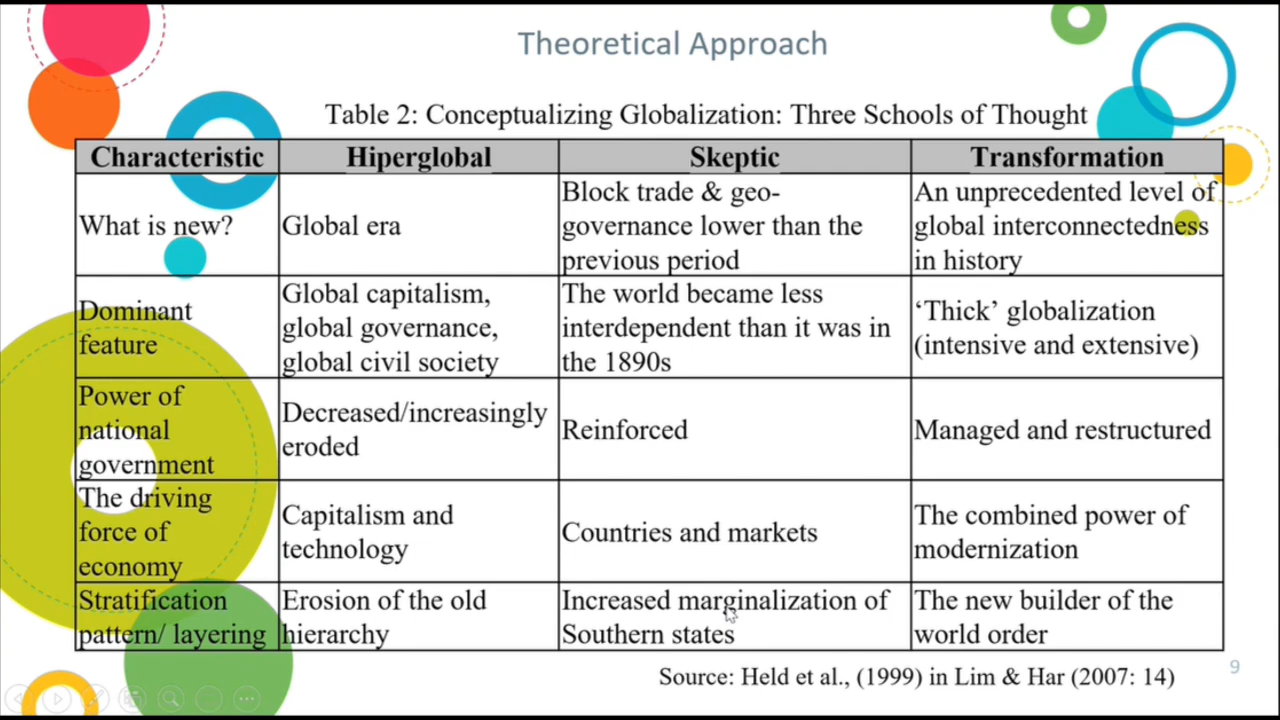 Theoretical Approach
Table 2: Conceptualizing Globalization: Three Schools of Thought
Characteristic
Hiperglobal
Skeptic
Transformation
What is new?
Global era
Block trade & geo-
governance lower than the
previous period
An unprecedented level of
global interconnectedness
in history
Dominant
feature
Global capitalism,
global governance,
global civil society
The world became less
interdependent than it was in
the 1890s
‘Thick’ globalization
(intensive and extensive)
Power of
national
government
Decreased/increasingly
eroded
Reinforced
Managed and restructured
The driving
force of
economy
Capitalism and
technology
Countries and markets
The combined power of
modernization
Stratification
pattern/ layering
Erosion of the old
hierarchy
Increased marginalization of
Southern states
The new builder of the
world order
Source: Held et al., (1999) in Lim & Har (2007: 14)
9